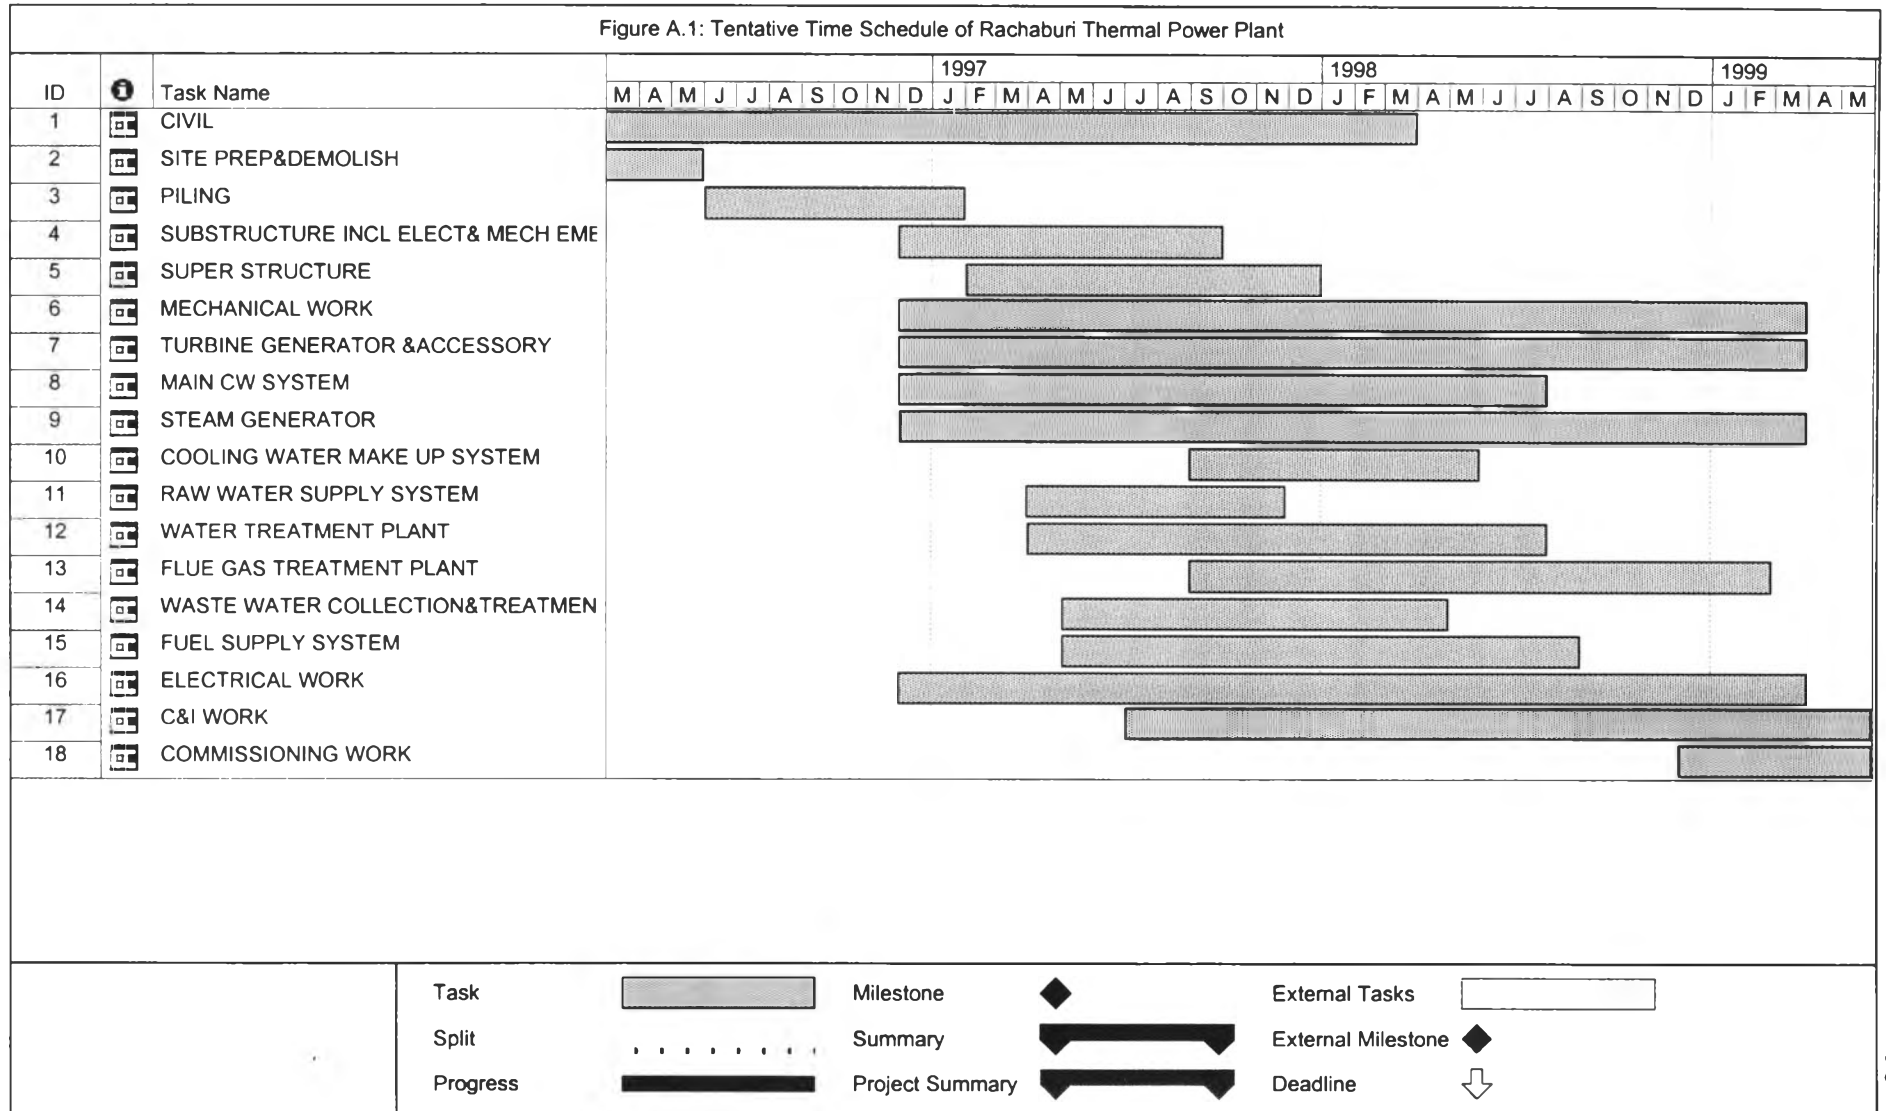 Figure A.1: Tentative Time Schedule of Rachaburi Thermal Power Plant
1997 1998 1999
ID Task Name M A M J J A S O N D J F M A M J J A S O N D J F M A M J J A S O N D J F M A M
1 CIVIL
2 SITE PREP&DEMOLISH
3 PILING
4 SUBSTRUCTURE INCL ELECT& MECH EME
5 SUPER STRUCTURE
6 MECHANICAL WORK
7 TURBINE GENERATOR &ACCESSORY
8 MAIN CW SYSTEM
9 STEAM GENERATOR
10 COOLING WATER MAKE UP SYSTEM
11 RAW WATER SUPPLY SYSTEM
12 WATER TREATMENT PLANT
13 FLUE GAS TREATMENT PLANT
14 WASTE WATER COLLECTION&TREATMEN
15 FUEL SUPPLY SYSTEM
16 ELECTRICAL WORK
17 C&I WORK
18 COMMISSIONING WORK
Task Milestone External Tasks
Split Summary External Milestone
Progress Project Summary Deadline